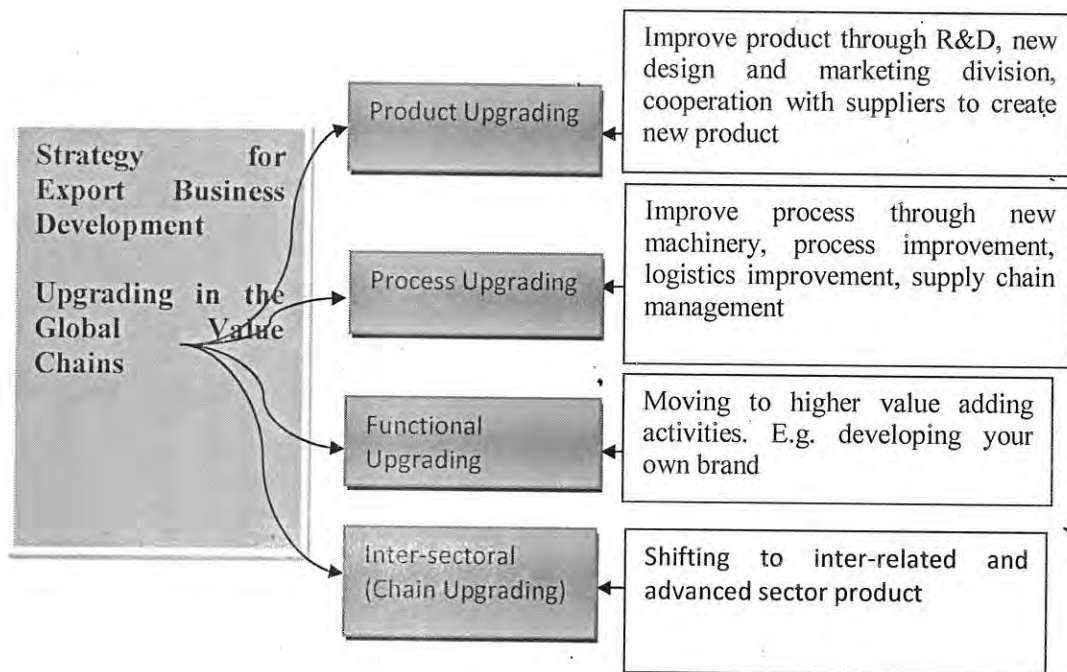 Strategy for
Export Business
Development
Upgrading in the
Global Value
Chains
Product Upgrading
Improve product through R&D, new
design and marketing division,
cooperation with suppliers to create
new product
Process Upgrading
Improve process through new
machinery, process improvement,
logistics improvement, supply chain
management
Functional
Upgrading
Moving to higher value adding
activities. E.g. developing your
own brand
Inter-sectoral
(Chain Upgrading)
Shifting to inter-related and
advanced sector product